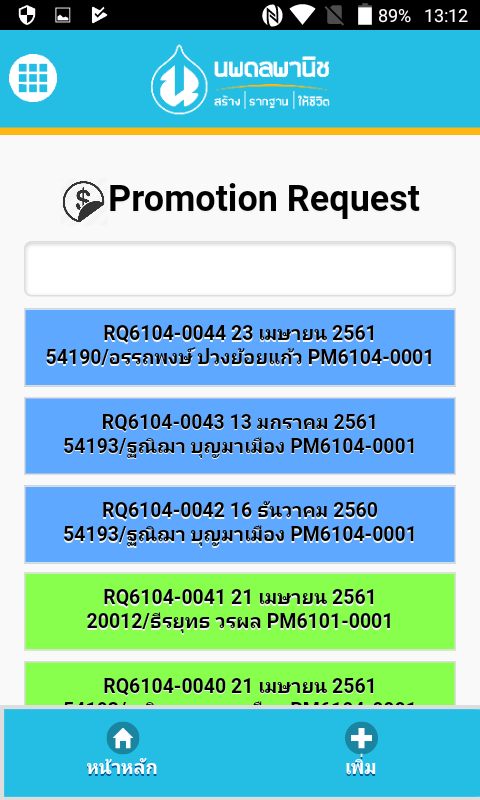 89% 13:12
นพดลพานิช
สร้าง | รากฐาน | ให้ชีวิต
Promotion Request
RQ6104-0044 23 เมษายน 2561
54190/อรรถพงษ์ ปวงย้อยแก้ว PM6104-0001
RQ6104-0043 13 มกราคม 2561
54193/ฐณิฌา บุญมาเมือง PM6104-0001
RQ6104-0042 16 ธันวาคม 2560
54193/ฐณิฌา บุญมาเมือง PM6104-0001
RQ6104-0041 21 เมษายน 2561
20012/ธีรยุทธ วรผล PM6101-0001
RQ6104-0040 21 เมษายน 2561
หน้าหลัก
เพิ่ม